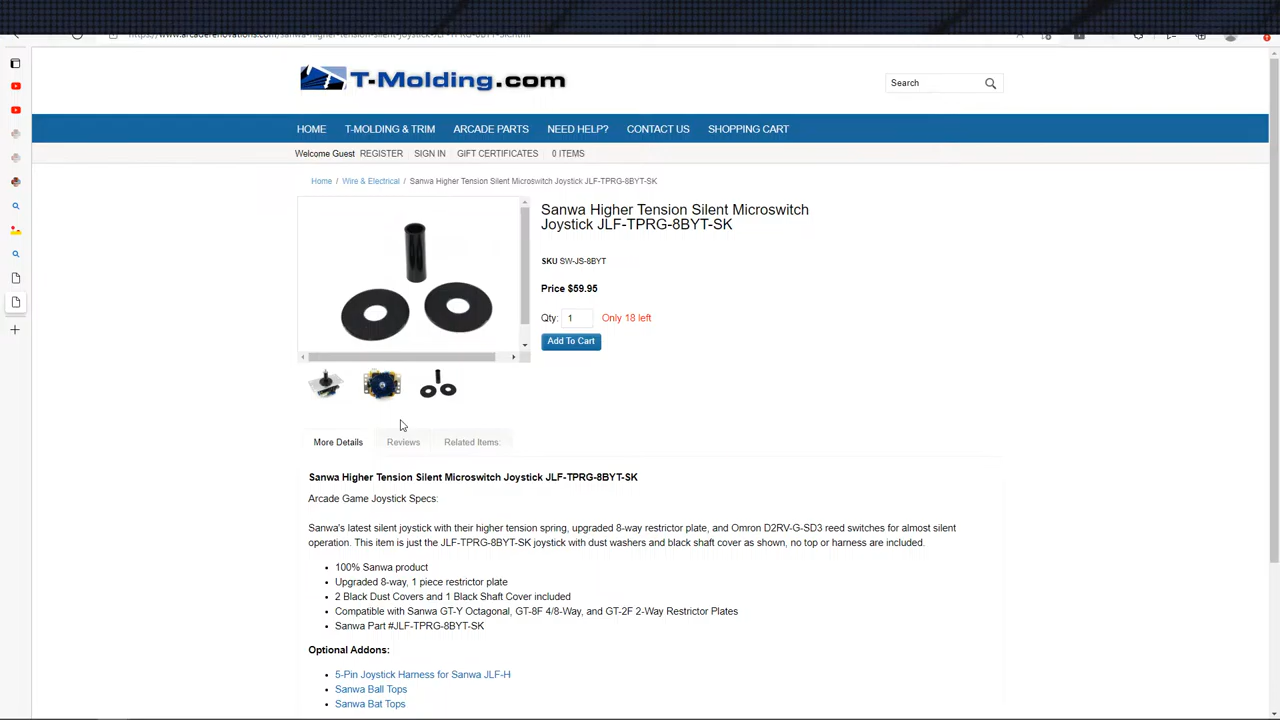 T-Molding.com
Search
HOME T-MOLDING & TRIM ARCADE PARTS NEED HELP? CONTACT US SHOPPING CART
Welcome Guest REGISTER SIGN IN GIFT CERTIFICATES 0 ITEMS
Home / Wire & Electrical / Sanwa Higher Tension Silent Microswitch Joystick JLF-TPRG-8BYT-SK
Sanwa Higher Tension Silent Microswitch
Joystick JLF-TPRG-8BYT-SK
SKU SW-JS-8BYT
Price $59.95
Qty: 1 Only 18 left
Add To Cart
More Details Reviews Related Items:
Sanwa Higher Tension Silent Microswitch Joystick JLF-TPRG-8BYT-SK
Arcade Game Joystick Specs:
Sanwa's latest silent joystick with their higher tension spring, upgraded 8-way restrictor plate, and Omron D2RV-G-SD3 reed switches for almost silent
operation. This item is just the JLF-TPRG-8BYT-SK joystick with dust washers and black shaft cover as shown, no top or harness are included.
• 100% Sanwa product
• Upgraded 8-way, 1 piece restrictor plate
• 2 Black Dust Covers and 1 Black Shaft Cover included
• Compatible with Sanwa GT-Y Octagonal, GT-8F 4/8-Way, and GT-2F 2-Way Restrictor Plates
• Sanwa Part #JLF-TPRG-8BYT-SK
Optional Addons:
• 5-Pin Joystick Harness for Sanwa JLF-H
• Sanwa Ball Tops
• Sanwa Bat Tops